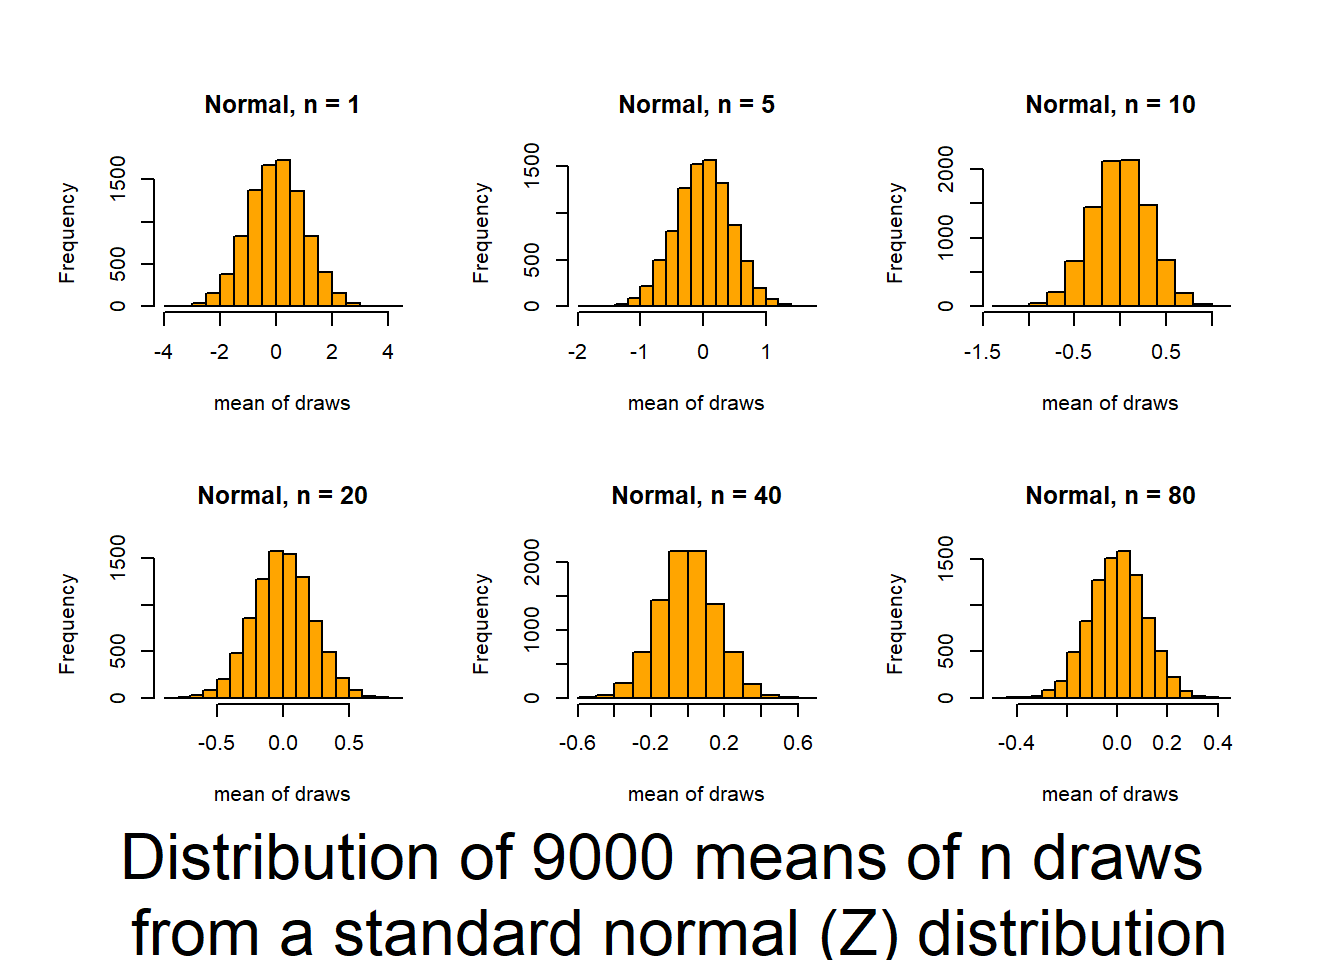 Normal, n = 1
Frequency
0 500 1500
-4 -2 0 2 4
mean of draws
Normal, n = 5
Frequency
0 500 1500
-2 -1 0 1
mean of draws
Normal, n = 10
Frequency
0 1000 2000
-1.5 -0.5 0.5
mean of draws
Normal, n = 20
Frequency
0 500 1500
-0.5 0.0 0.5
mean of draws
Normal, n = 40
Frequency
0 1000 2000
-0.6 -0.2 0.2 0.6
mean of draws
Normal, n = 80
Frequency
0 500 1500
-0.4 0.0 0.2 0.4
mean of draws
Distribution of 9000 means of n draws
from a standard normal (Z) distribution